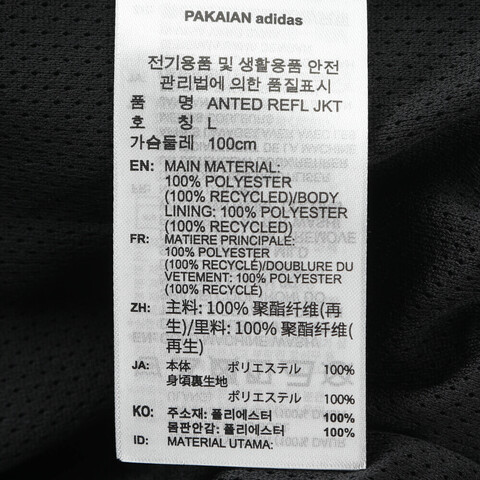 PAKAIAN adidas
전기용품 및 생활용품 안전
관리법에 의한 품질표시
품 명 ANTED REFL JKT
호 칭 L
가슴둘레 100cm
EN: MAIN MATERIAL:
100% POLYESTER
(100% RECYCLED)/BODY
LINING: 100% POLYESTER
(100% RECYCLED)
FR: MATIERE PRINCIPALE:
100% POLYESTER
(100% RECYCLÉ)/DOUBLURE DU
VETEMENT: 100% POLYESTER
(100% RECYCLÉ)
ZH: 主料: 100% 聚酯纤维(再
生)/里料: 100% 聚酯纤维(
再生)
JA: 本体 ポリエステル 100%
身頃裏生地
ポリエステル 100%
KO: 주소재: 폴리에스터 100%
몸판안감: 폴리에스터 100%
ID: MATERIAL UTAMA: